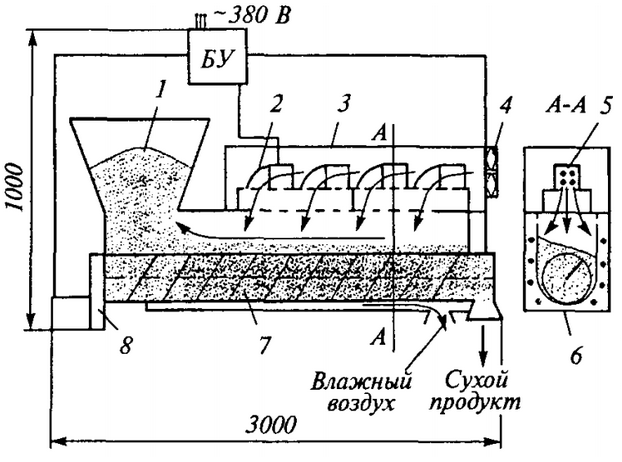 ~380 В
БУ
1
2
3
A
4
A-A
5
1000
8
7
A
6
Влажный
воздух
Сухой
продукт
3000